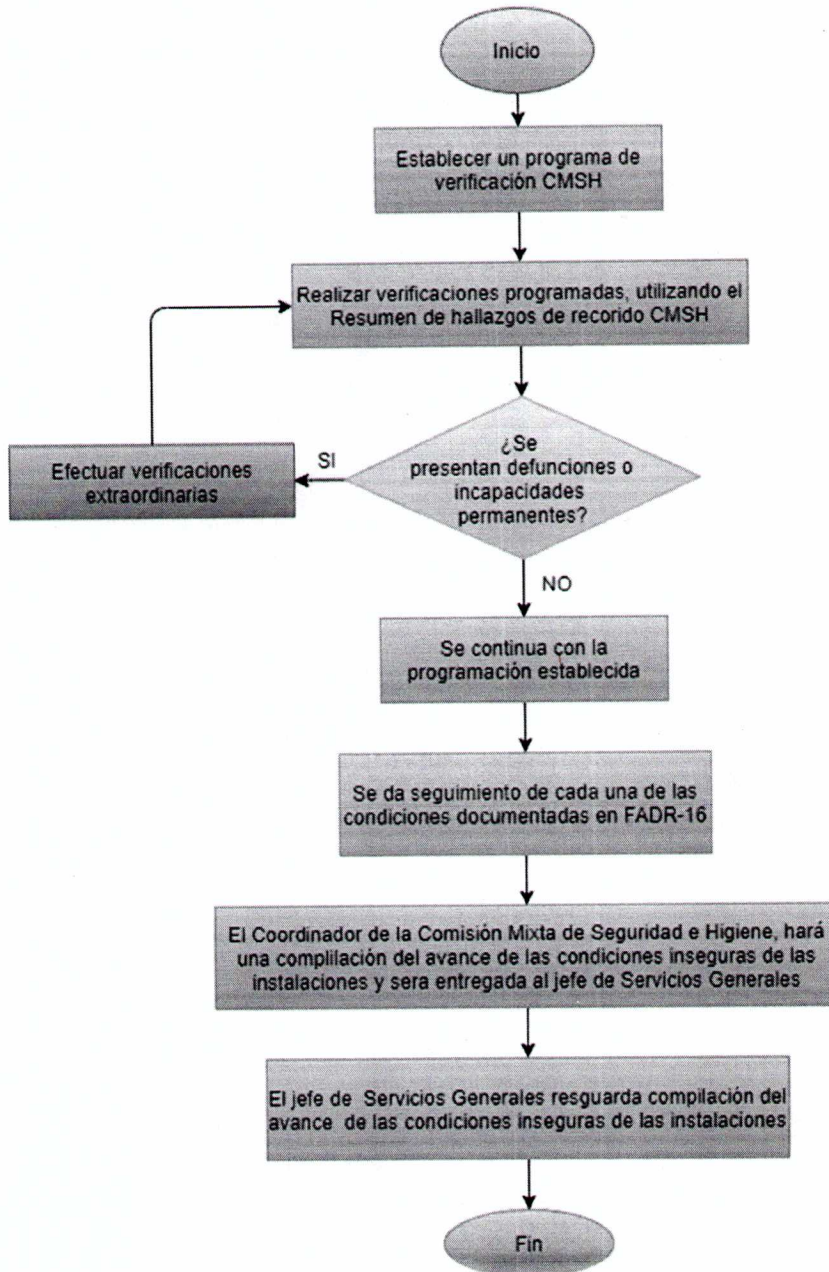 Inicio
Establecer un programa de
verificación CMSH
Realizar verificaciones programadas, utilizando el
Resumen de hallazgos de recorido CMSH
¿Se
presentan defunciones o
incapacidades
permanentes?
SI
Efectuar verificaciones
extraordinarias
NO
Se continua con la
programación establecida
Se da seguimiento de cada una de las
condiciones documentadas en FADR-16
El Coordinador de la Comisión Mixta de Seguridad e Higiene, hará
una complilación del avance de las condiciones inseguras de las
instalaciones y sera entregada al jefe de Servicios Generales
El jefe de Servicios Generales resguarda compilación del
avance de las condiciones inseguras de las instalaciones
Fin